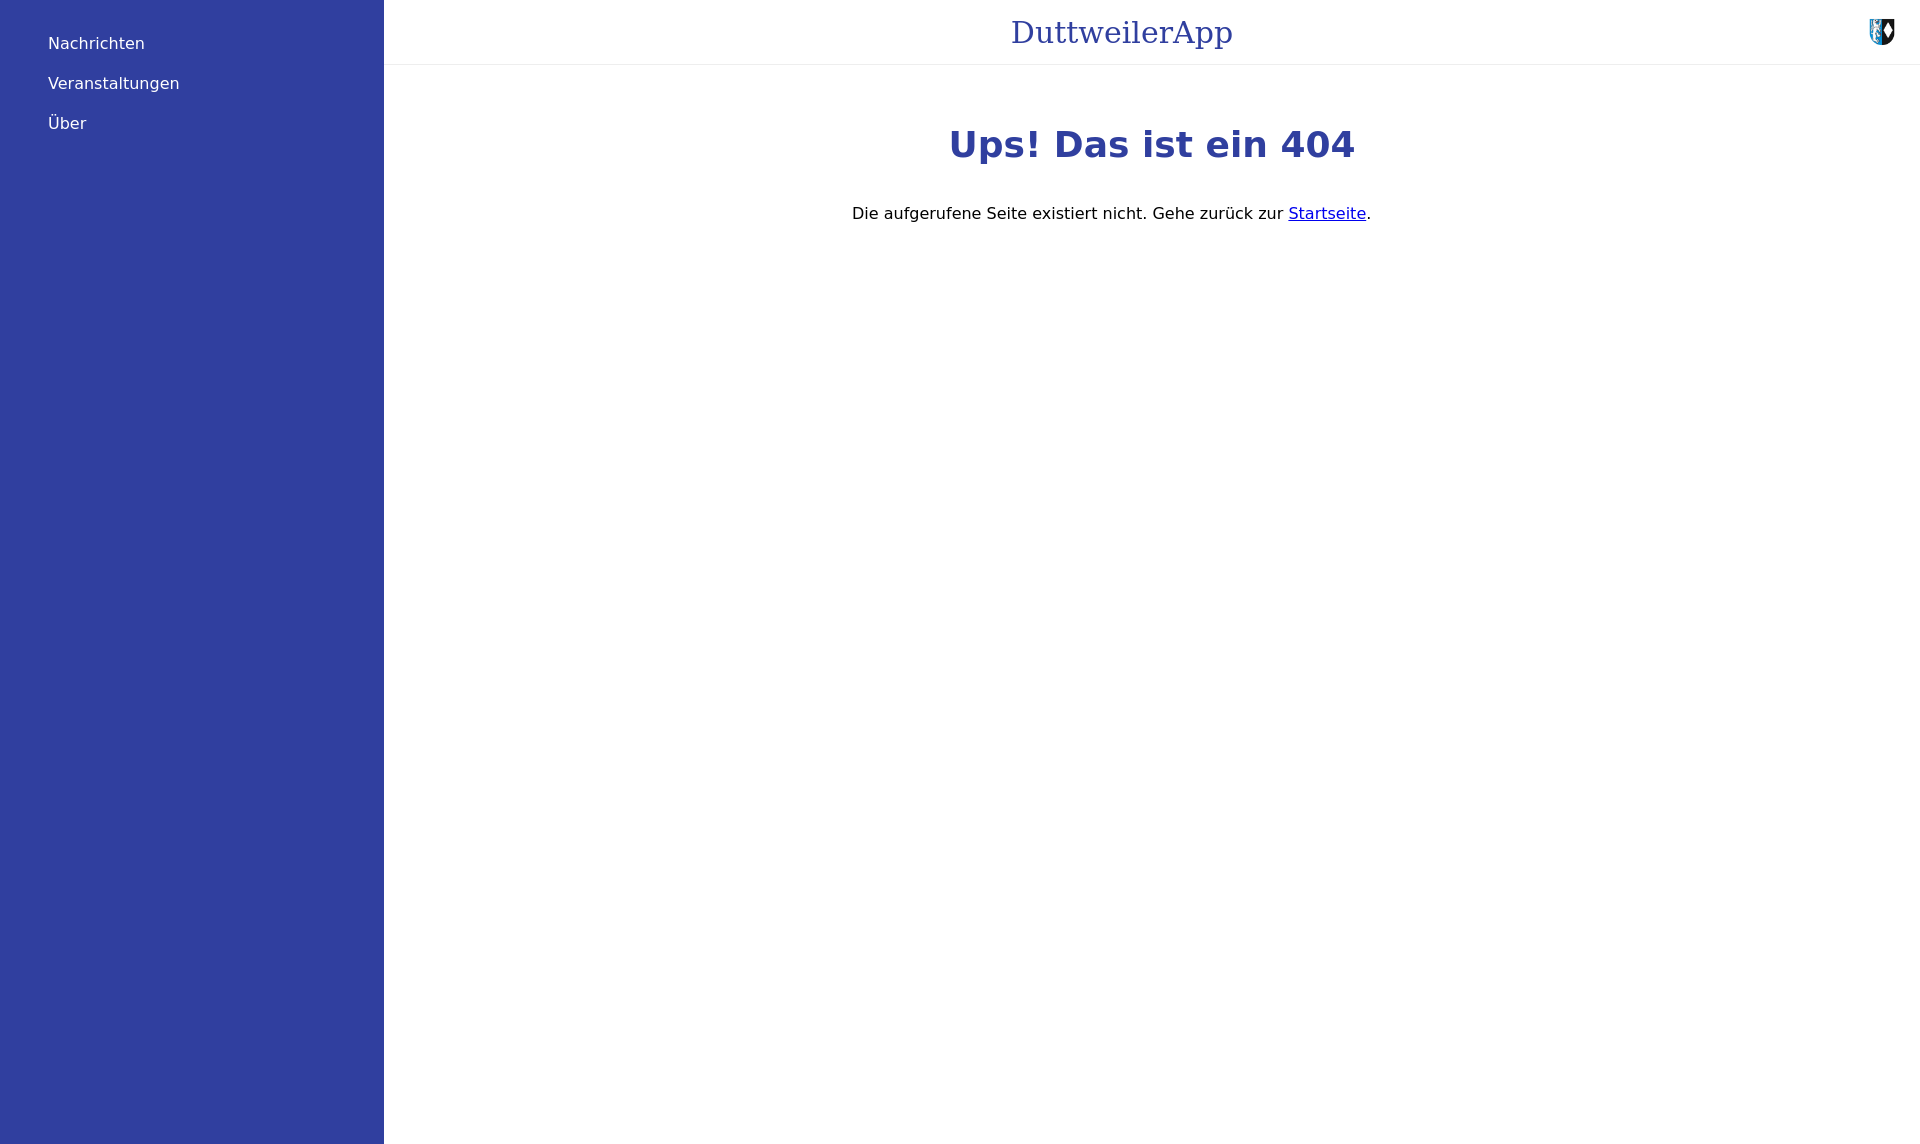 Nachrichten
Veranstaltungen
Über
DuttweilerApp
Ups! Das ist ein 404
Die aufgerufene Seite existiert nicht. Gehe zurück zur Startseite.